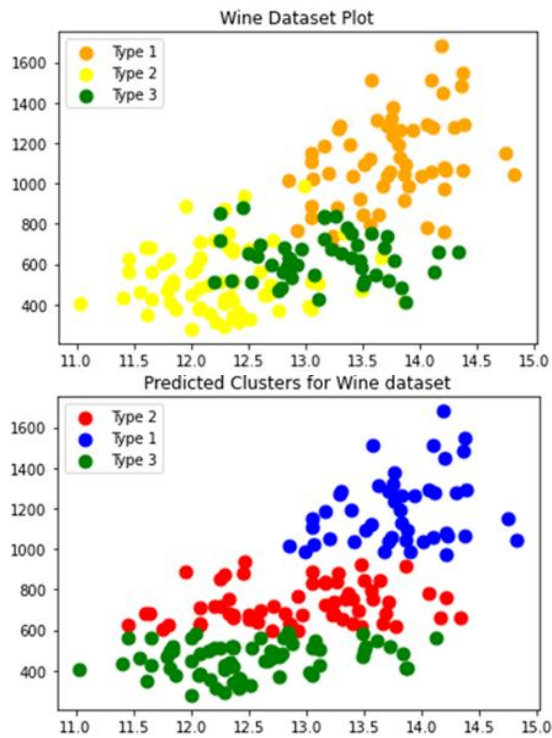 Wine Dataset Plot
Type 1
Type 2
Type 3
1600
1400
1200
1000
800
600
400
11.0 11.5 12.0 12.5 13.0 13.5 14.0 14.5 15.0
Predicted Clusters for Wine dataset
Type 2
Type 1
Type 3
1600
1400
1200
1000
800
600
400
11.0 11.5 12.0 12.5 13.0 13.5 14.0 14.5 15.0